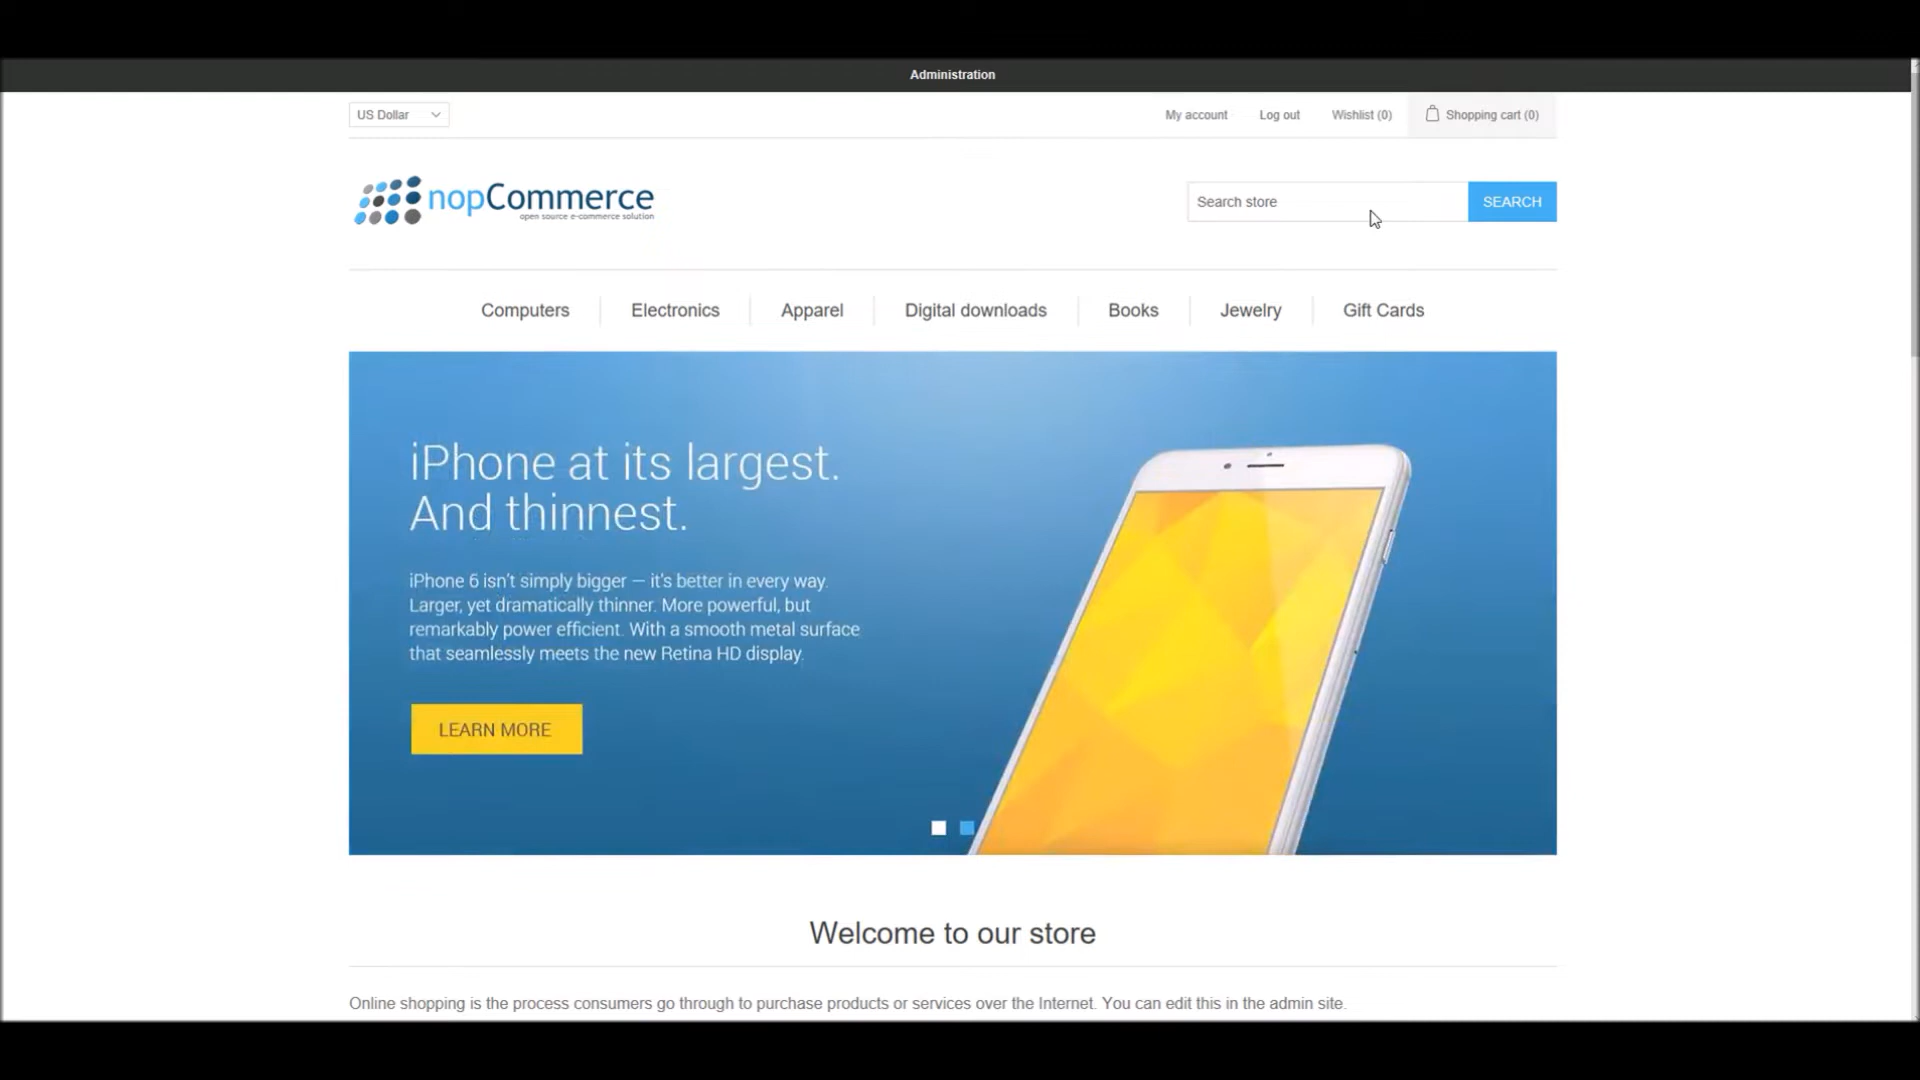 Administration
US Dollar
My account
Log out
Wishlist (0)
Shopping cart (0)
nopCommerce
open source e-commerce solution
Search store
SEARCH
Computers
Electronics
Apparel
Digital downloads
Books
Jewelry
Gift Cards
iPhone at its largest.
And thinnest.
iPhone 6 isn't simply bigger – it's better in every way.
Larger, yet dramatically thinner. More powerful, but
remarkably power efficient. With a smooth metal surface
that seamlessly meets the new Retina HD display.
LEARN MORE
Welcome to our store
Online shopping is the process consumers go through to purchase products or services over the Internet. You can edit this in the admin site.